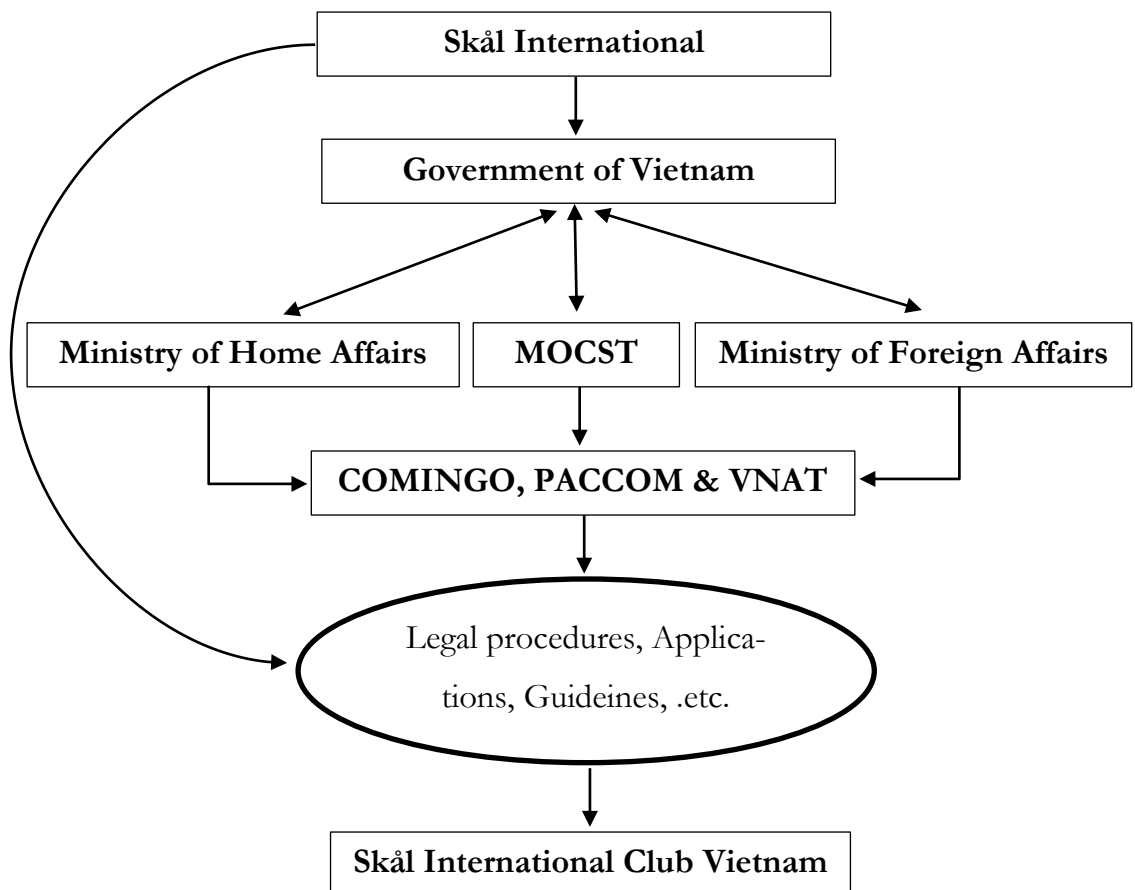 Skål International
Government of Vietnam
Ministry of Home Affairs
MOCST
Ministry of Foreign Affairs
COMINGO, PACCOM & VNAT
Legal procedures, Applica-
tions, Guideines, .etc.
Skål International Club Vietnam